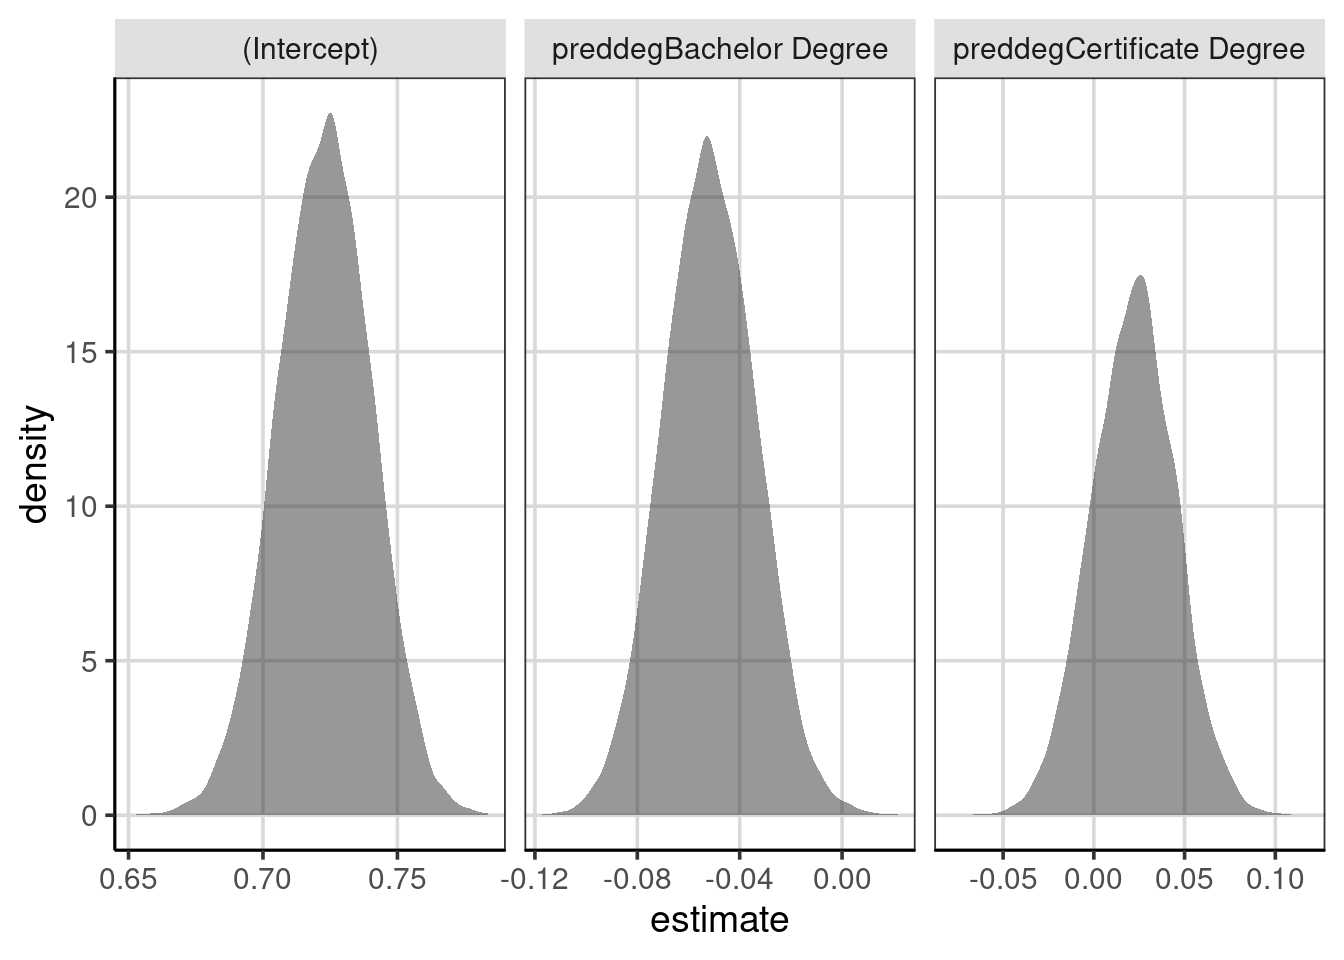 (Intercept)
preddegBachelor Degree
preddegCertificate Degree
density
20
15
10
5
0
0.65 0.70 0.75
-0.12 -0.08 -0.04 0.00
-0.05 0.00 0.05 0.10
estimate